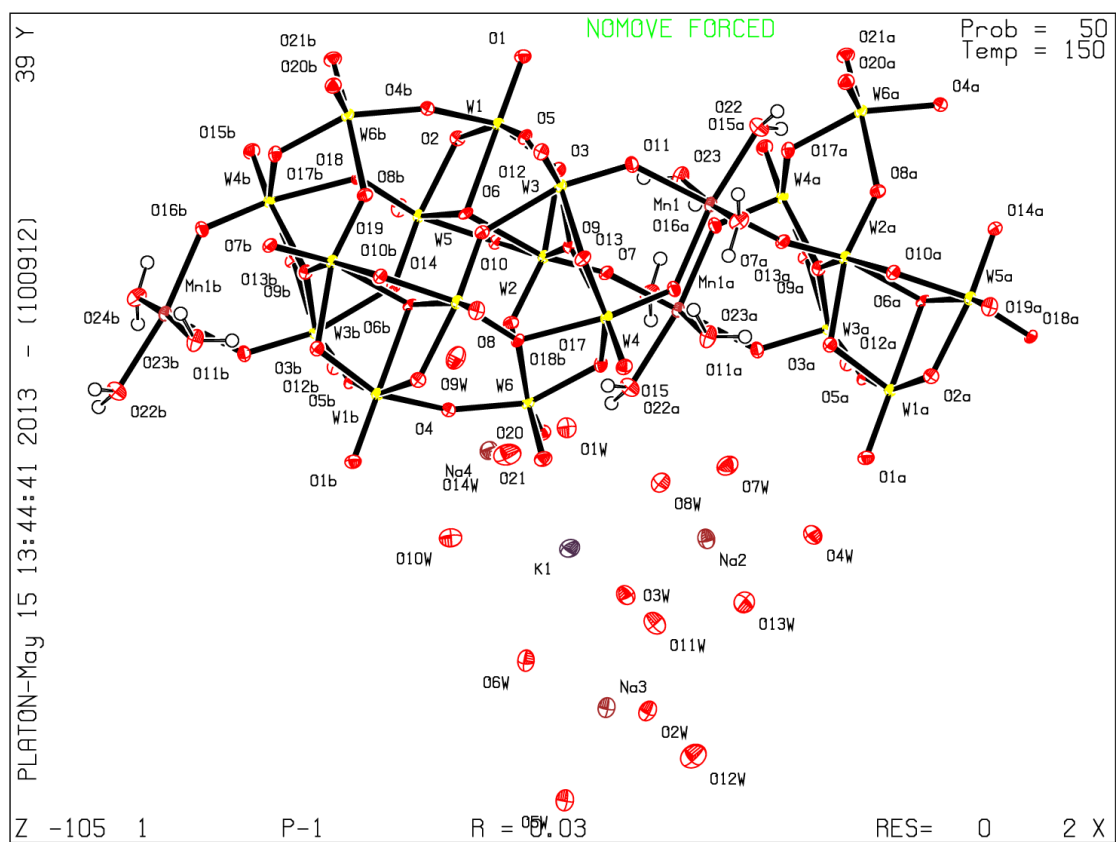 NOMOVE FORCED
Prob = 50
Temp = 150
39 Y
PLATON-May 15 13:44:41 2013 - (100912)
O21b
O20b
O1
O21a
O20a
O4b
W1
O5
O22
W6a
O4a
O15b
W6b
O2
O3
O11
O15a
O17a
W4b
O17b
O18
O8b
O12
W3
O23
W4a
O8a
O16b
O19
O6
O9
Mn1
O16a
W2a
O14a
O7b
O10b
W5
O10
O13
O7
O7a
O13a
O10a
W5a
Mn1b
O13b
O9b
O14
W2
Mn1a
O9a
O6a
O19a
O18a
O24b
W3b
O6b
O8
O17
W4
O23a
W3a
O12a
O23b
O11b
O3b
O18b
O11a
O3a
O22b
O12b
O5b
W1b
O9W
W6
O15
O22a
O5a
W1a
O2a
O4
O20
O1W
O1b
Na4
O14W
O21
O8W
O7W
O1a
O10W
K1
Na2
O4W
O3W
O11W
O13W
O6W
Na3
O2W
O12W
O5W
Z -105 1 P-1 R = 0.03 RES= 0 2 X